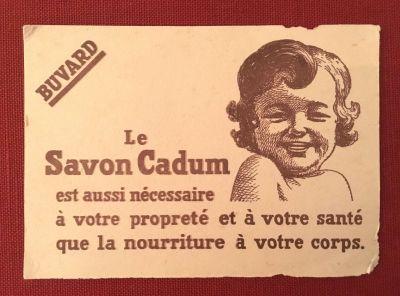 BUVARD
Le
Savon Cadum
est aussi nécessaire
à votre propreté et à votre santé
que la nourriture à votre corps.